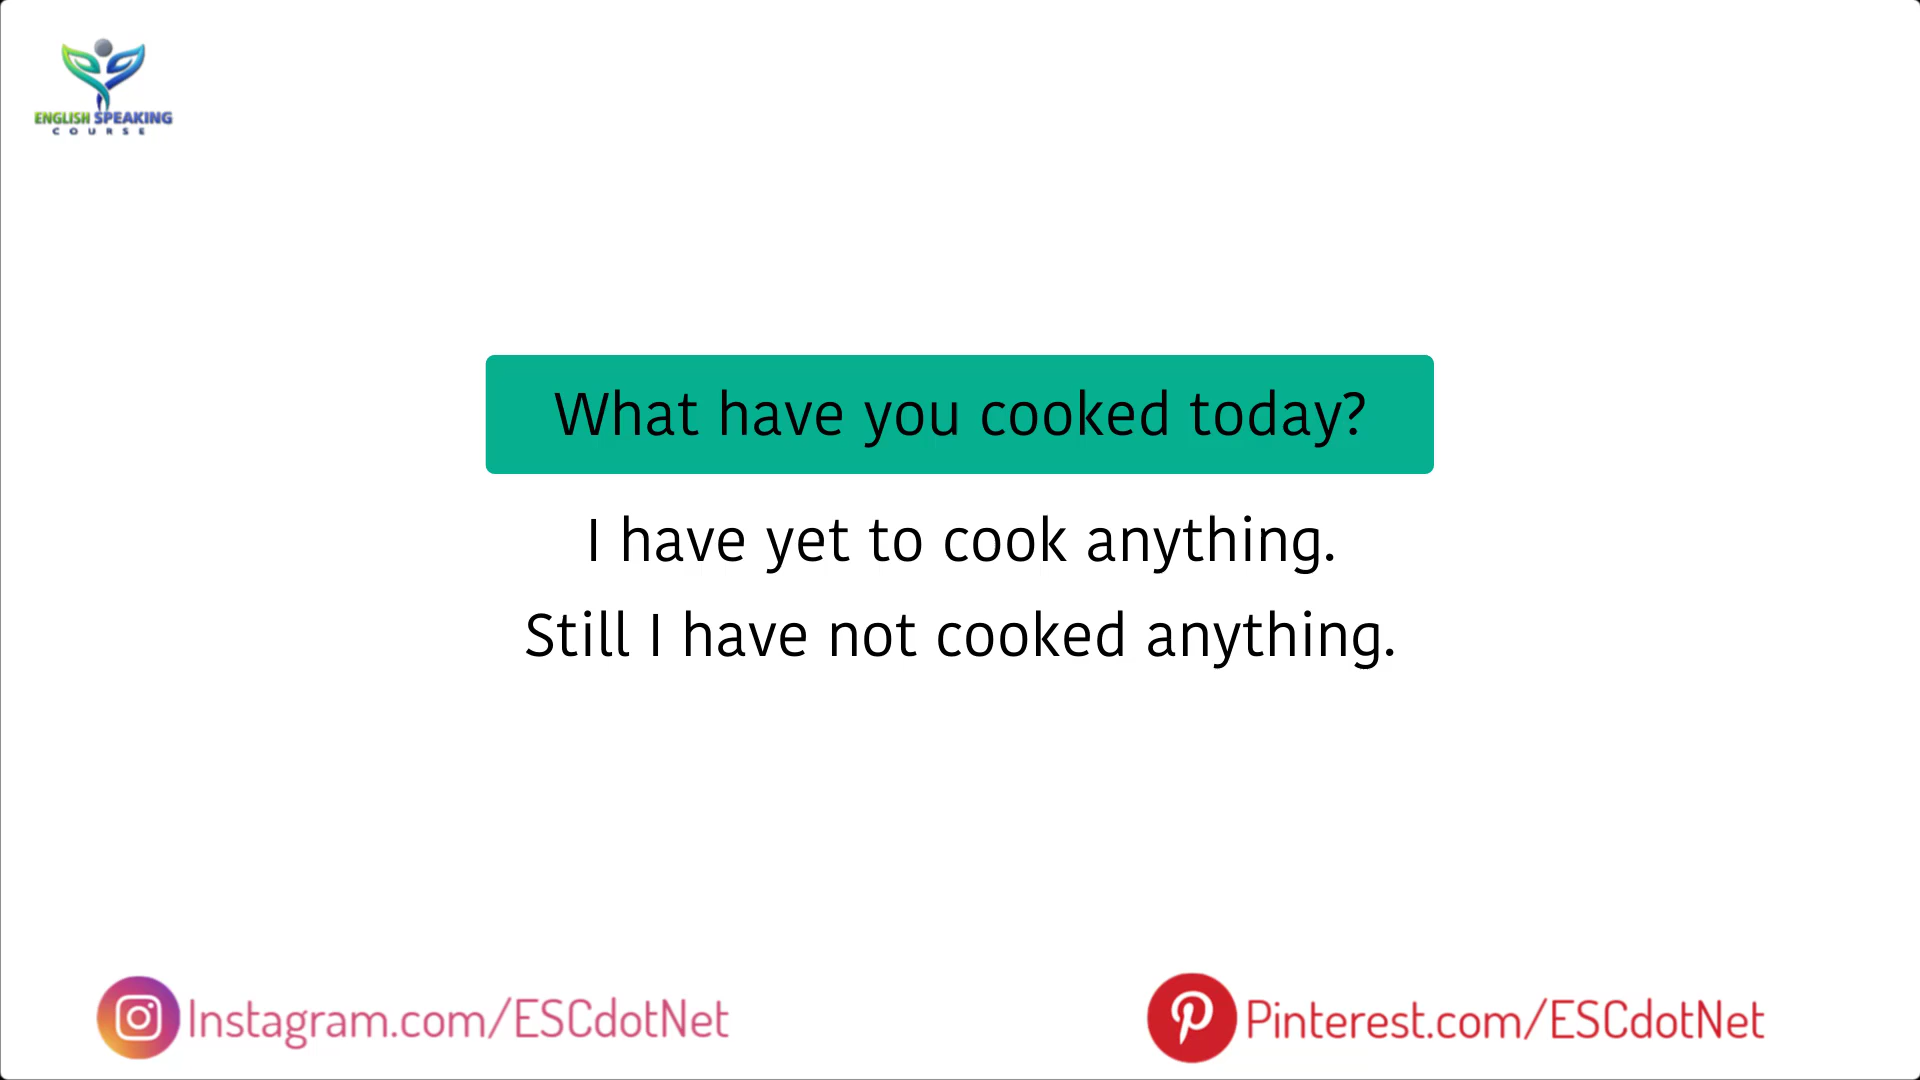 ENGLISH SPEAKING
COURSE
What have you cooked today?
I have yet to cook anything.
Still I have not cooked anything.
Instagram.com/ESCdotNet
Pinterest.com/ESCdotNet